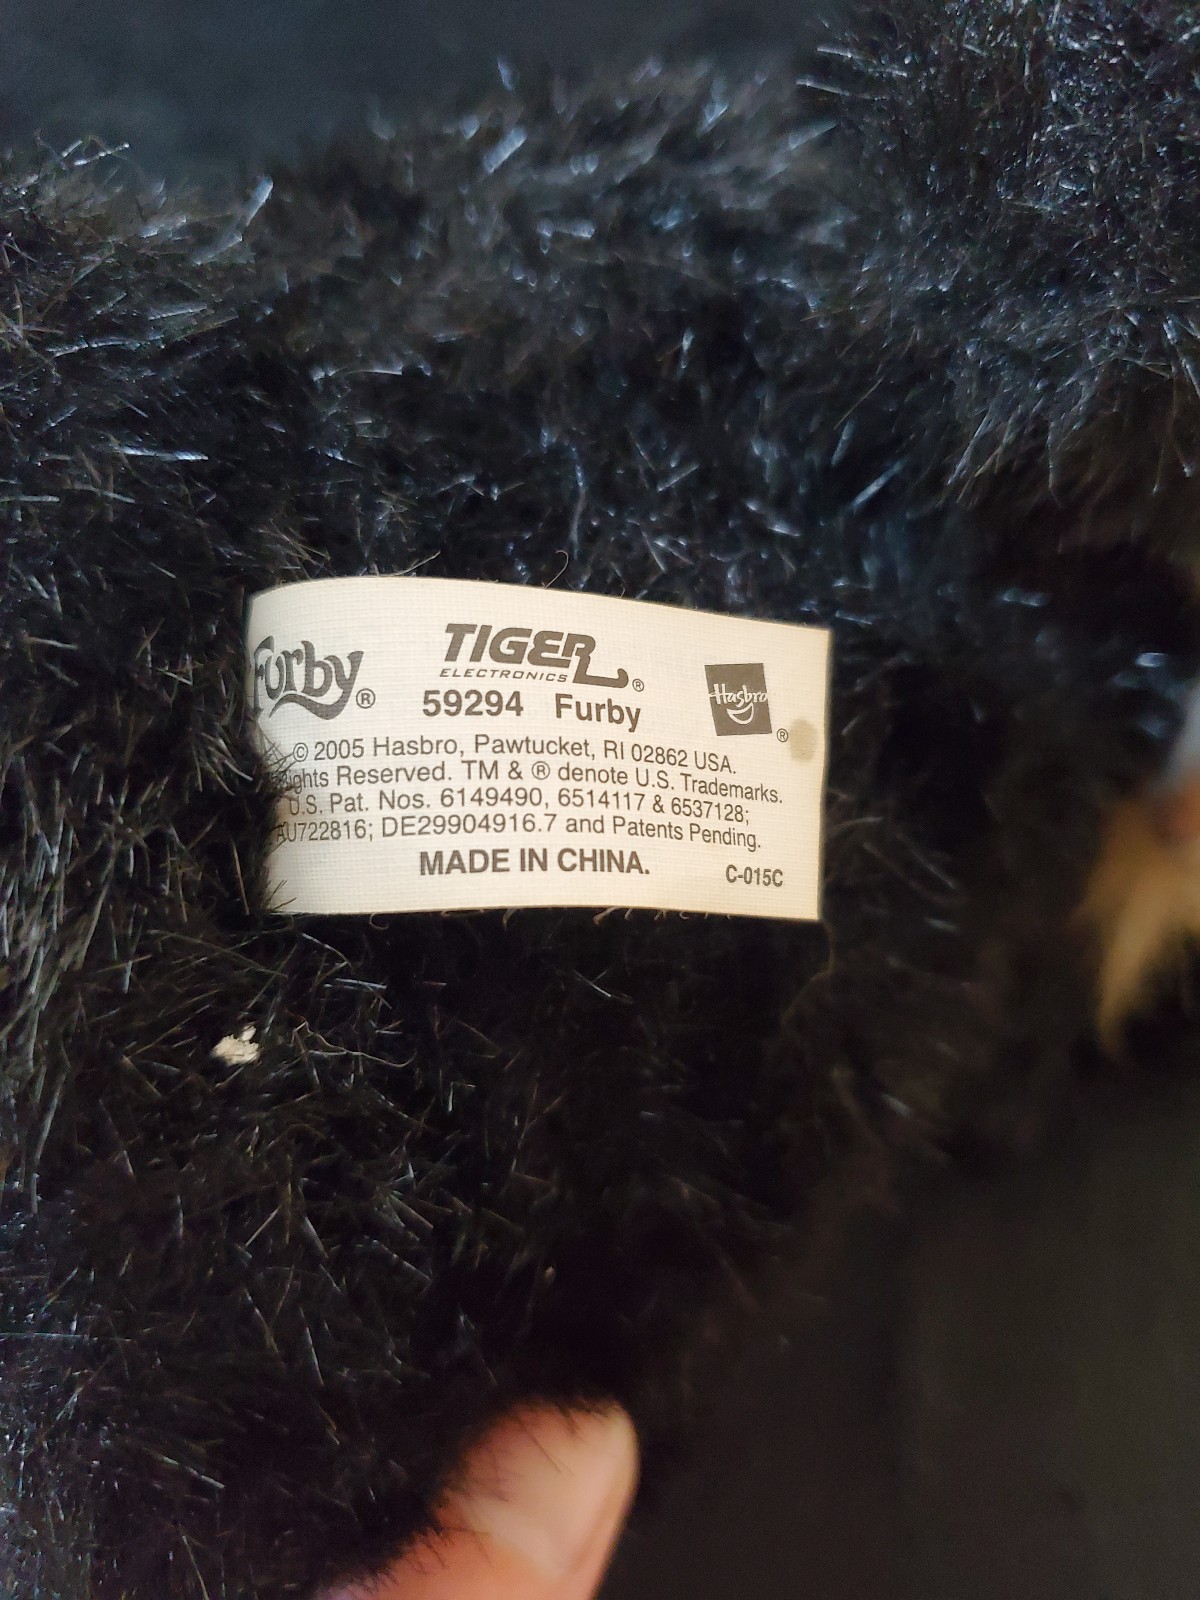 Furby®
TIGER
ELECTRONICS®
59294 Furby
Hasbro®
© 2005 Hasbro, Pawtucket, RI 02862 USA.
Reserved. TM & ® denote U.S. Trademarks.
U.S. Pat. Nos. 6149490, 6514117 & 6537128;
AU722816; DE29904916.7 and Patents Pending.
MADE IN CHINA.
C-015C